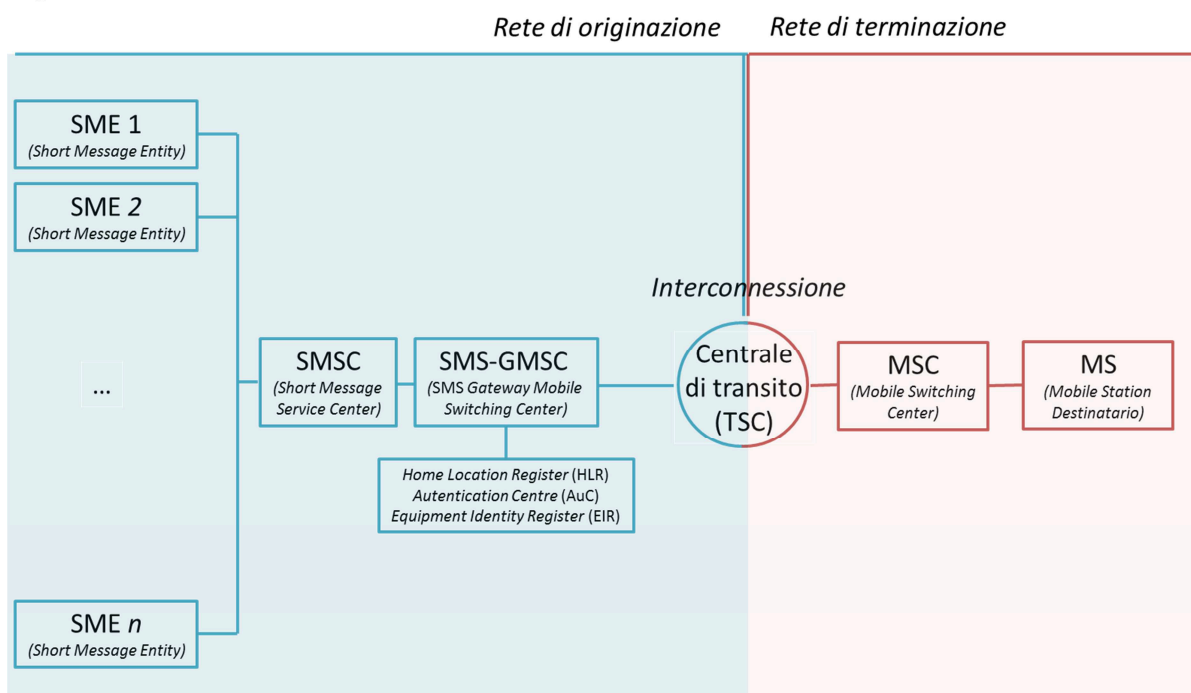 Rete di originazione
Rete di terminazione
SME 1
(Short Message Entity)
SME 2
(Short Message Entity)
...
SME n
(Short Message Entity)
SMSC
(Short Message
Service Center)
SMS-GMSC
(SMS Gateway Mobile
Switching Center)
Home Location Register (HLR)
Autentication Centre (AuC)
Equipment Identity Register (EIR)
Interconnessione
Centrale
di transito
(TSC)
MSC
(Mobile Switching
Center)
MS
(Mobile Station
Destinatario)